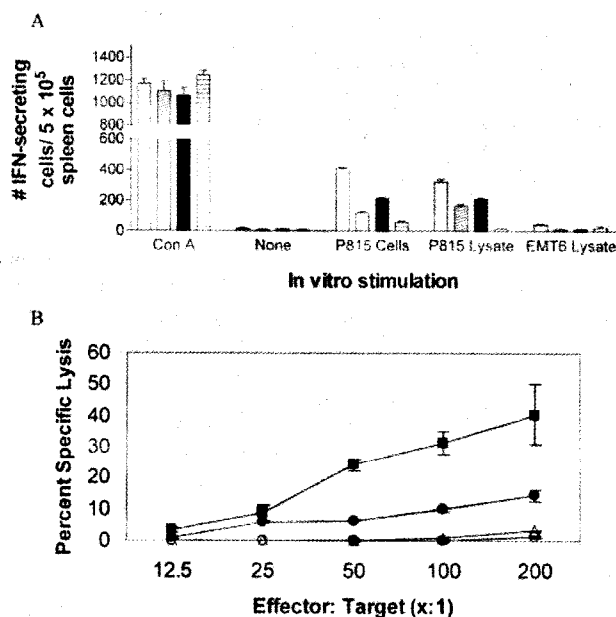 A
# IFN-secreting
cells/ 5 x 10⁵
spleen cells
1400
1200
1000
800
600
400
200
0
Con A
None
P815 Cells
P815 Lysate
EMT6 Lysate
In vitro stimulation
B
Percent Specific Lysis
60
50
40
30
20
10
0
12.5
25
50
100
200
Effector: Target (x:1)